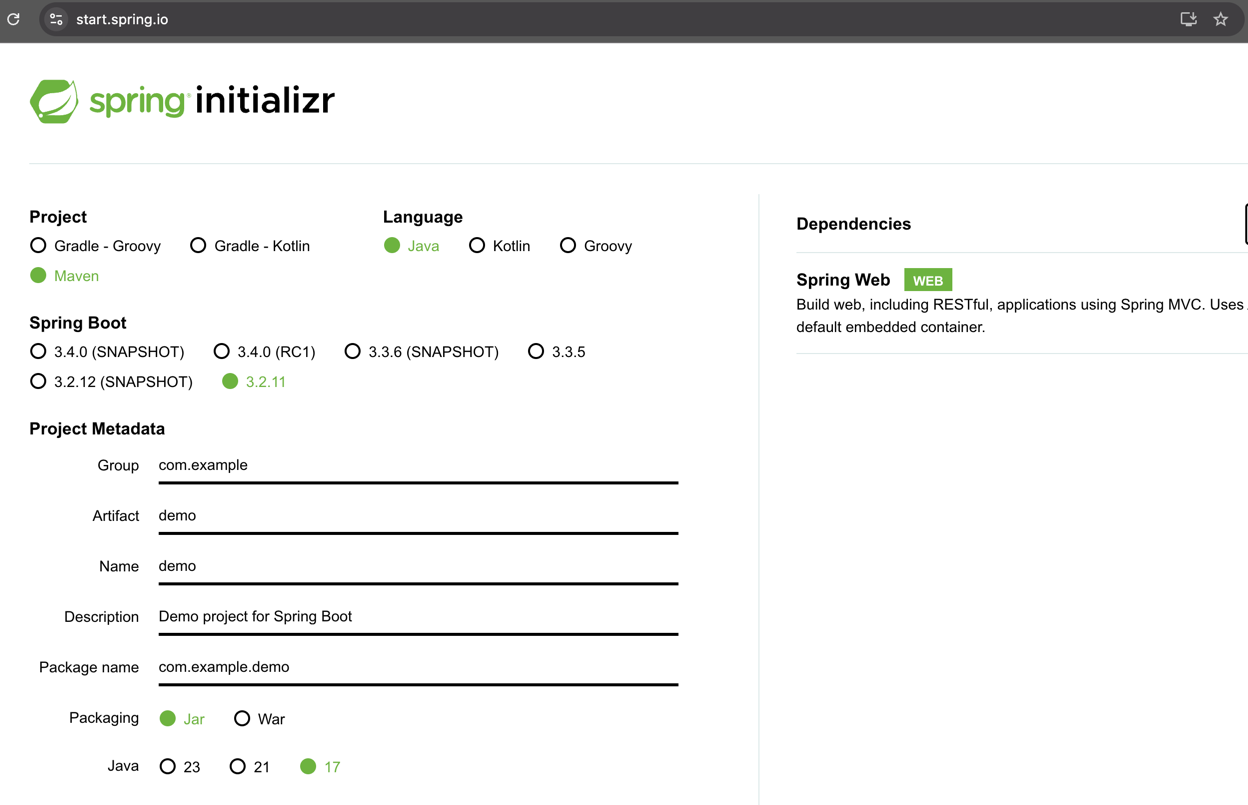 start.spring.io
spring initializr
Project
Gradle - Groovy Gradle - Kotlin
Maven
Language
Java Kotlin Groovy
Spring Boot
3.4.0 (SNAPSHOT) 3.4.0 (RC1) 3.3.6 (SNAPSHOT) 3.3.5
3.2.12 (SNAPSHOT) 3.2.11
Project Metadata
Group com.example
Artifact demo
Name demo
Description Demo project for Spring Boot
Package name com.example.demo
Packaging Jar War
Java 23 21 17
Dependencies
Spring Web WEB
Build web, including RESTful, applications using Spring MVC. Uses
default embedded container.